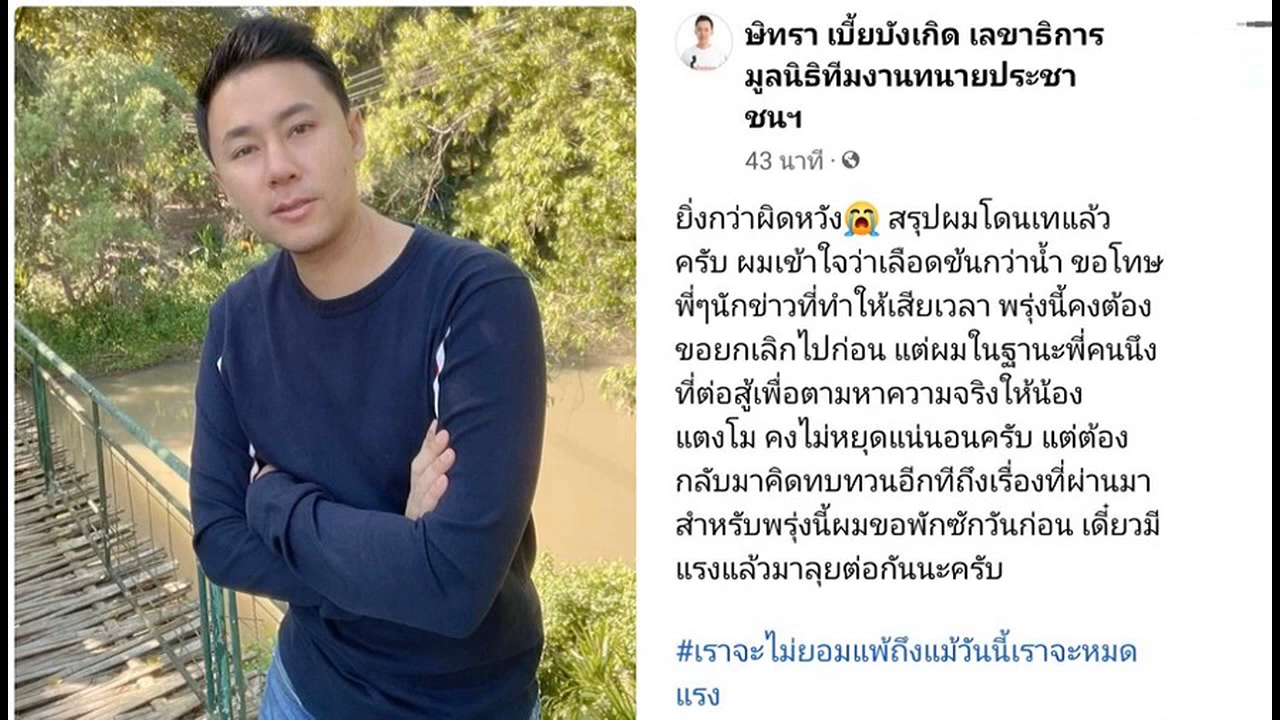 ษิทรา เบี้ยบังเกิด เลขาธิการ
มูลนิธิทีมงานทนายประชา
ชนฯ
43 นาที ·
ยิ่งกว่าผิดหวัง😭 สรุปผมโดนเทแล้ว
ครับ ผมเข้าใจว่าเลือดข้นกว่าน้ำ ขอโทษ
พี่ๆนักข่าวที่ทำให้เสียเวลา พรุ่งนี้คงต้อง
ขอยกเลิกไปก่อน แต่ผมในฐานะพี่คนนึง
ที่ต่อสู้เพื่อตามหาความจริงให้น้อง
แตงโม คงไม่หยุดแน่นอนครับ แต่ต้อง
กลับมาคิดทบทวนอีกทีถึงเรื่องที่ผ่านมา
สำหรับพรุ่งนี้ผมขอพักซักวันก่อน เดี๋ยวมี
แรงแล้วมาลุยต่อกันนะครับ
#เราจะไม่ยอมแพ้ถึงแม้วันนี้เราจะหมด
แรง